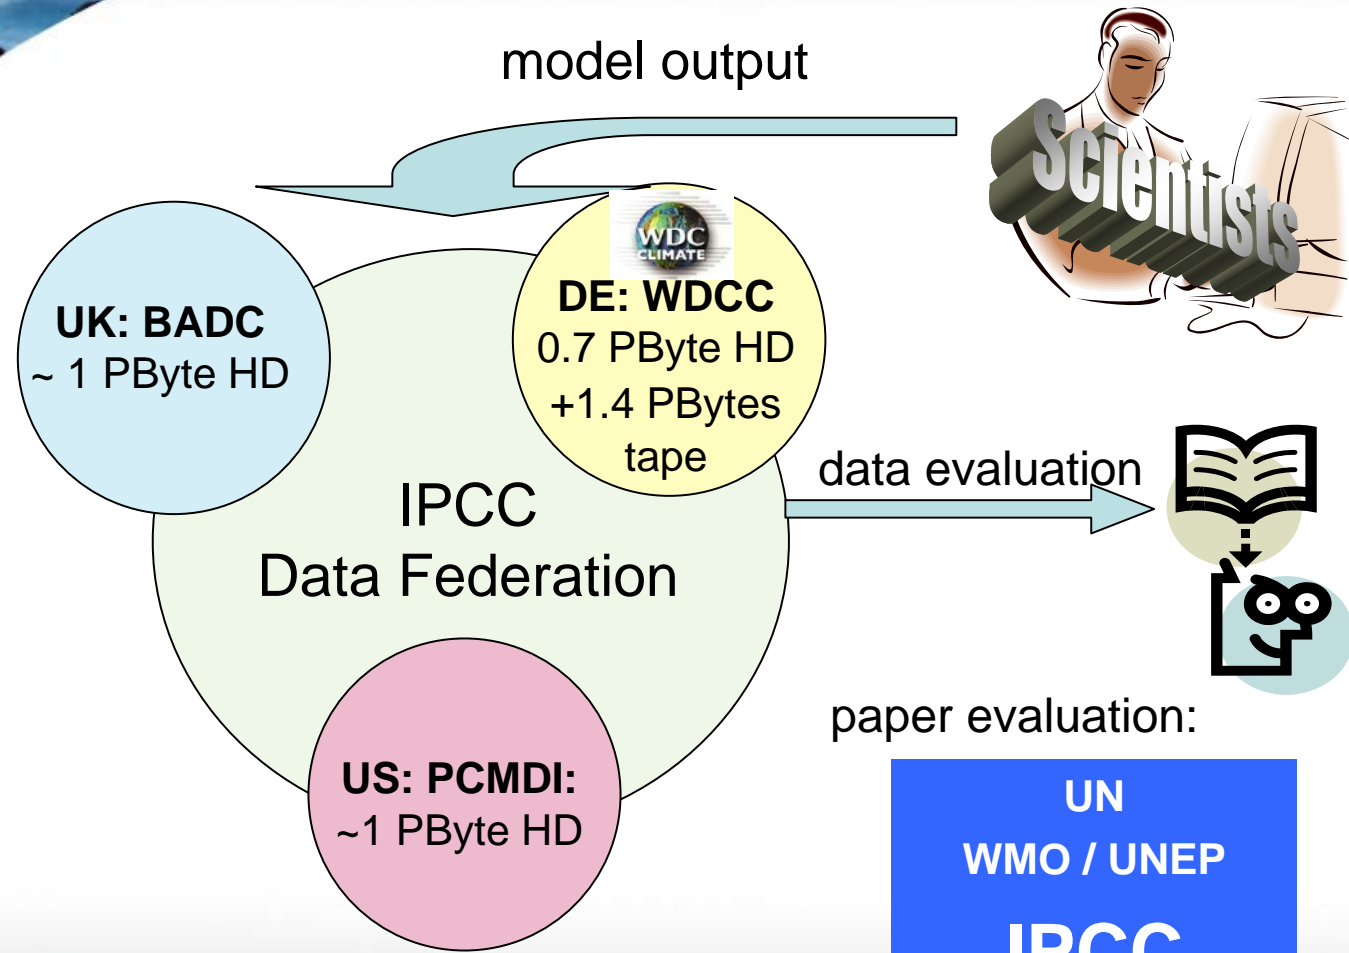 model output
Scientists
WDC
CLIMATE
UK: BADC
~ 1 PByte HD
DE: WDCC
0.7 PByte HD
+1.4 PBytes
tape
data evaluation
IPCC
Data Federation
paper evaluation:
US: PCMDI:
~1 PByte HD
UN
WMO / UNEP
IPCC